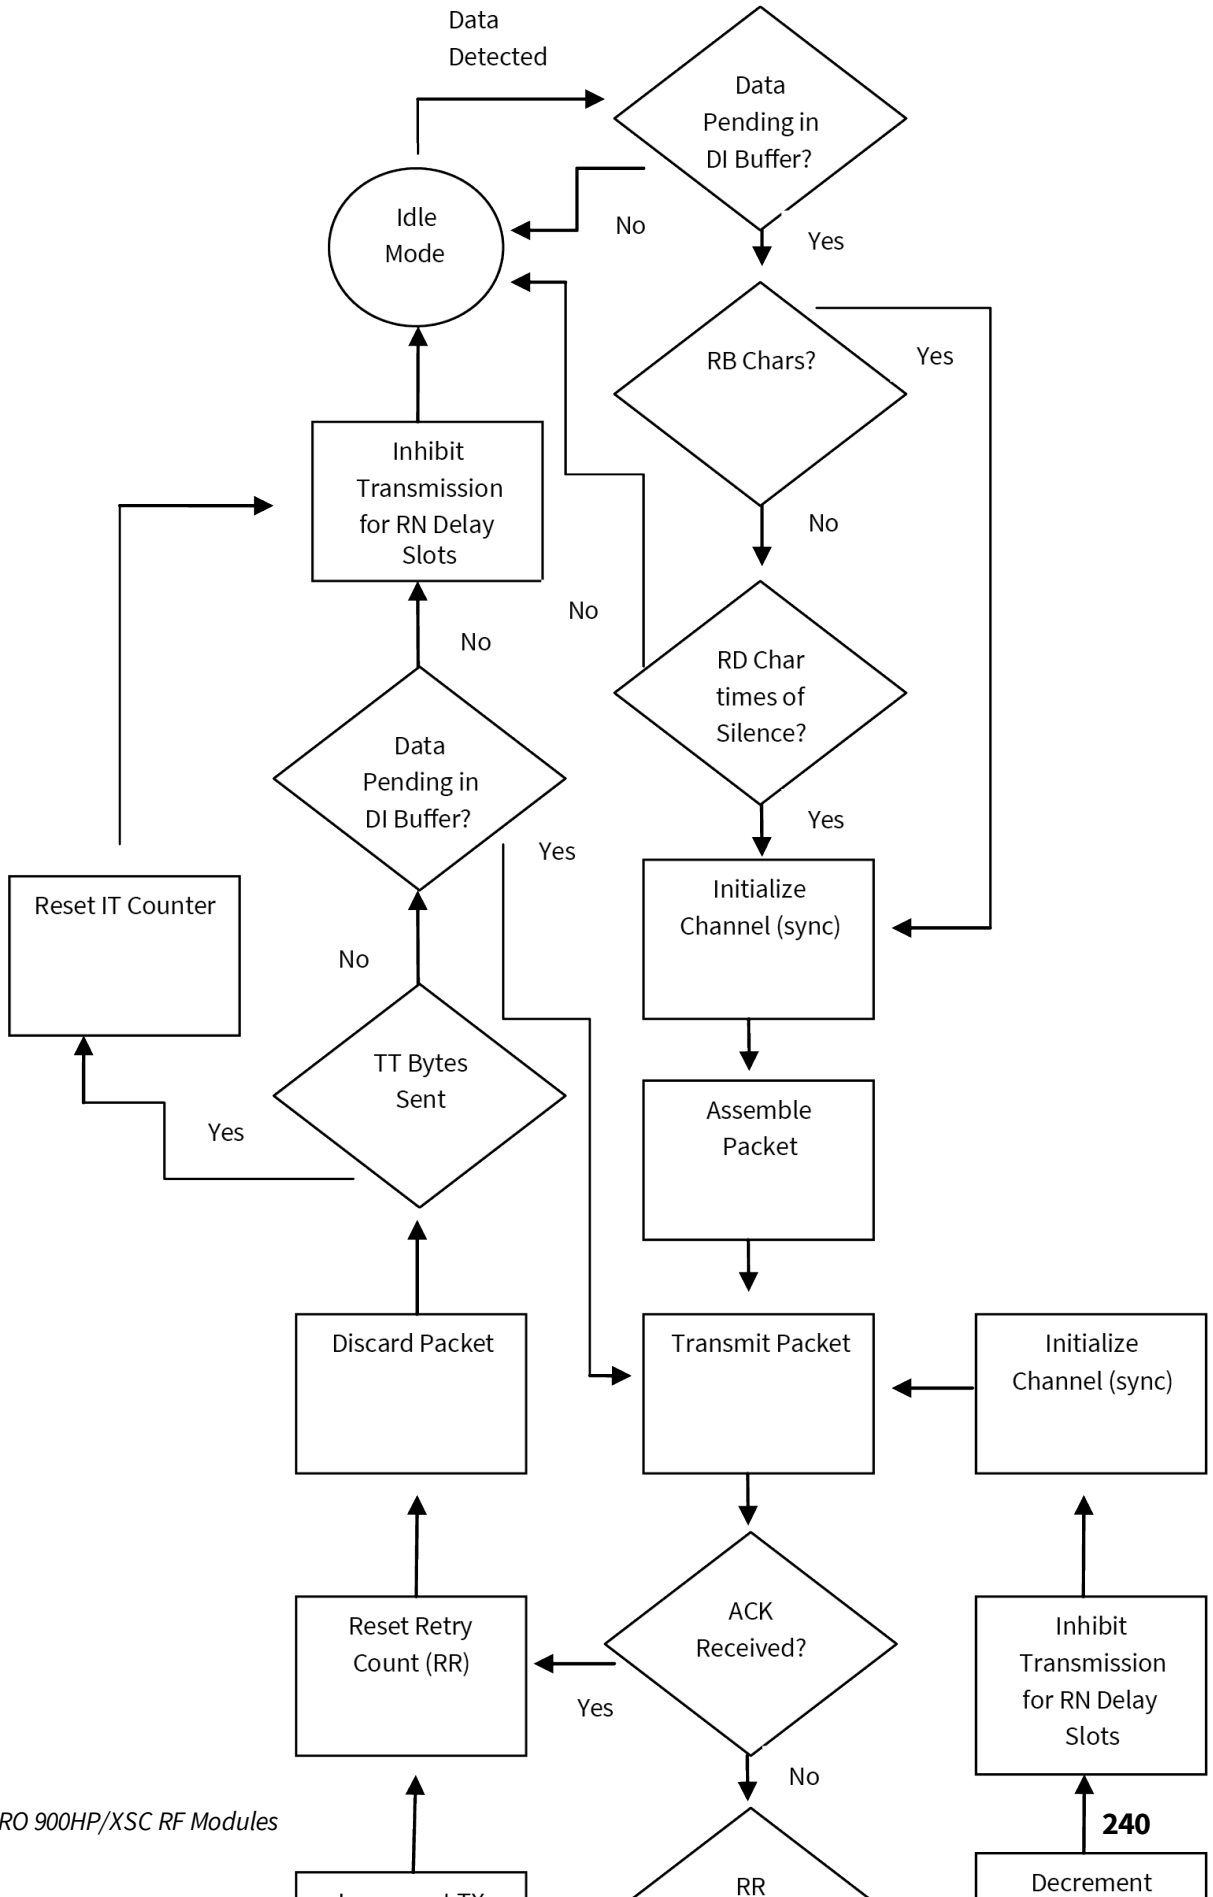 Data
Detected
Data
Pending in
DI Buffer?
Idle
Mode
No
Yes
RB Chars?
Yes
Inhibit
Transmission
for RN Delay
Slots
No
No
No
RD Char
times of
Silence?
Data
Pending in
DI Buffer?
Yes
Yes
Reset IT Counter
Initialize
Channel (sync)
No
TT Bytes
Sent
Assemble
Packet
Yes
Discard Packet
Transmit Packet
Initialize
Channel (sync)
Reset Retry
Count (RR)
ACK
Received?
Inhibit
Transmission
for RN Delay
Slots
Yes
No
RO 900HP/XSC RF Modules
240
RR
Decrement